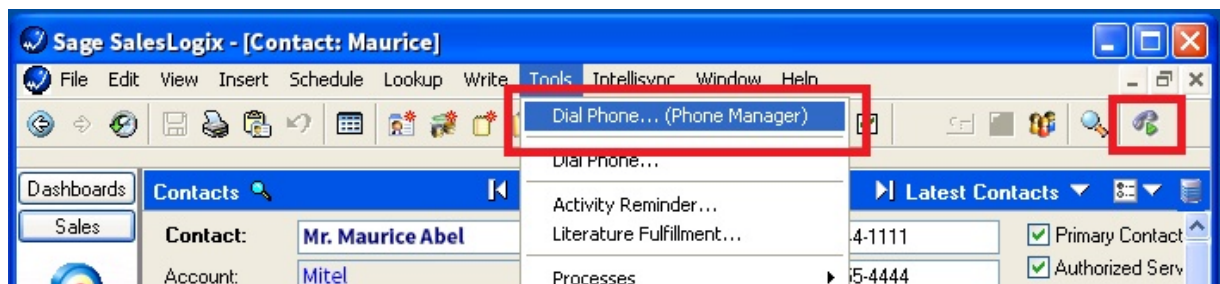 Sage SalesLogix - [Contact: Maurice]
File Edit View Insert Schedule Lookup Write Tools Intellisync Window Help
Dial Phone... (Phone Manager)
Dial Phone...
Activity Reminder...
Literature Fulfillment...
Processes
Dashboards
Sales
Contacts
Latest Contacts
Contact: Mr. Maurice Abel 4-1111 Primary Contact
Account: Mitel 55-4444 Authorized Serv